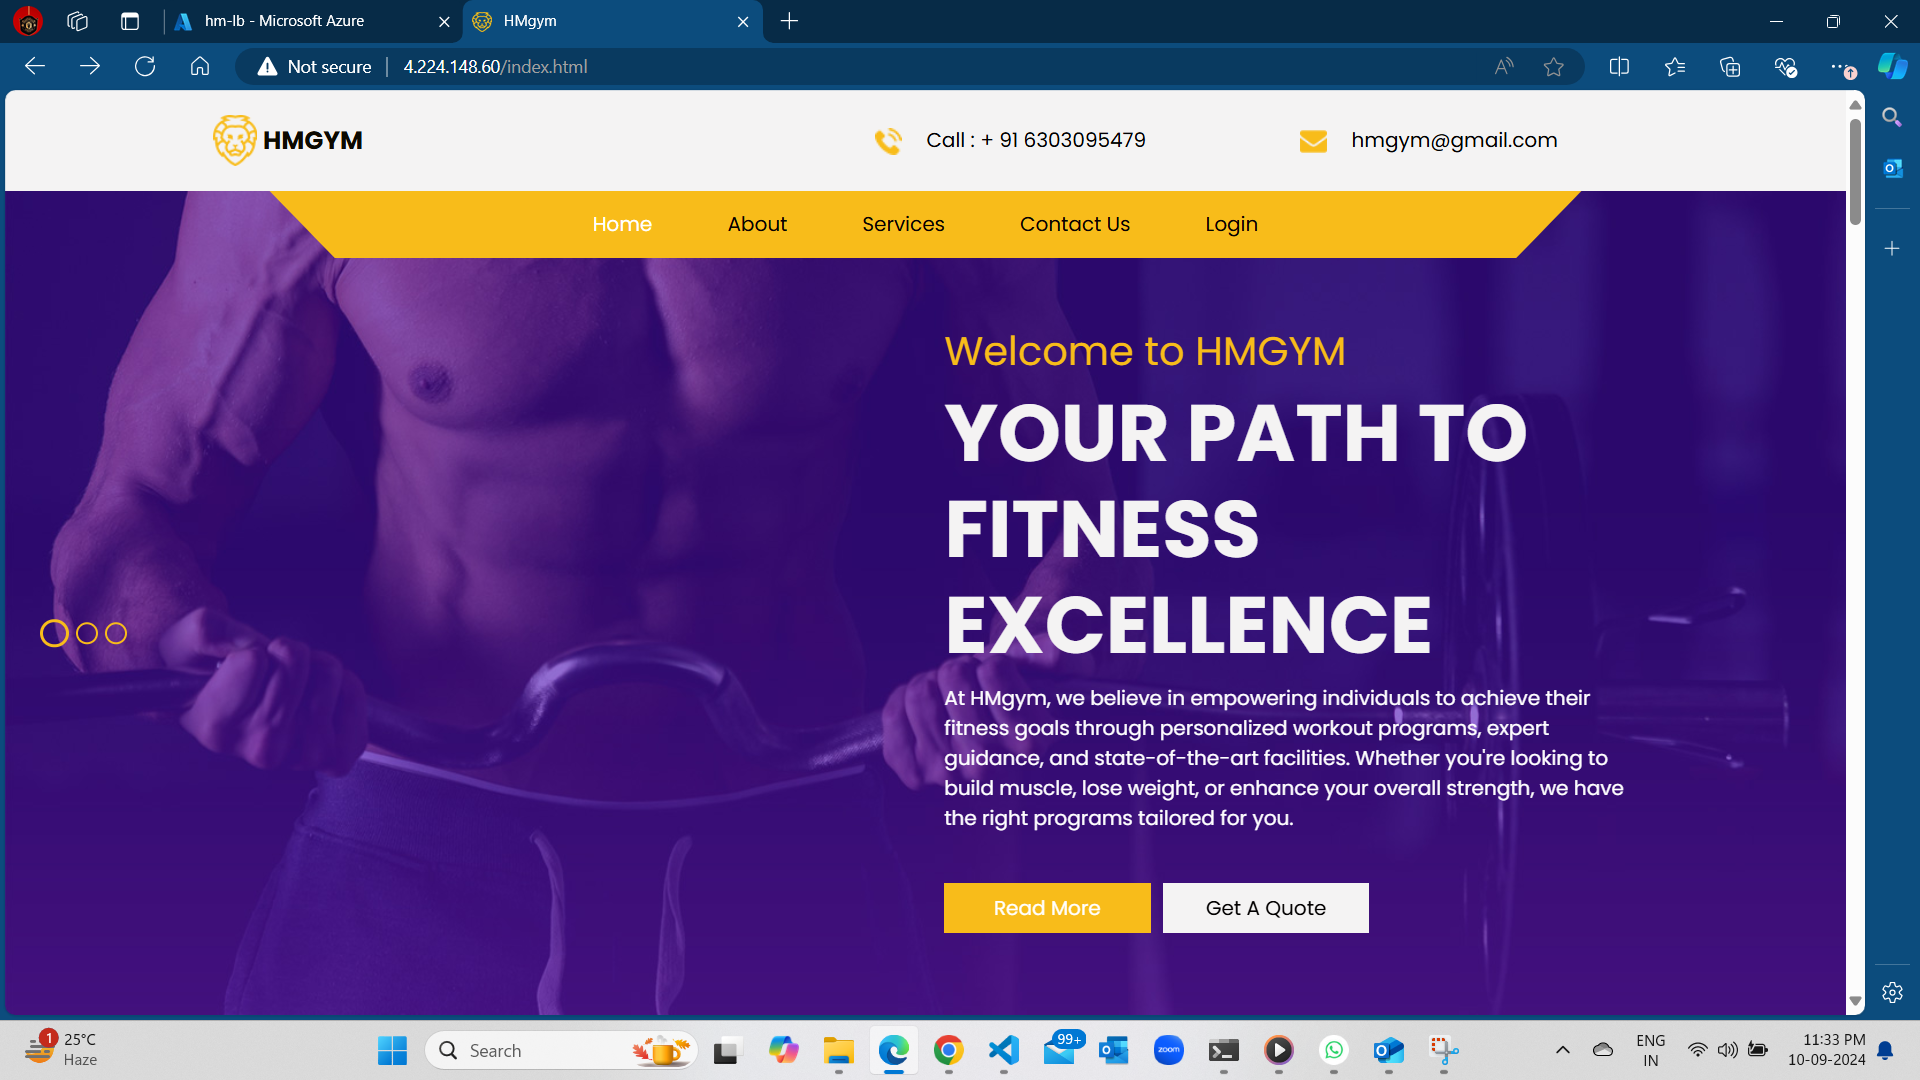 hm-lb - Microsoft Azure
HMgym
Not secure
4.224.148.60/index.html
HMGYM
Call : + 91 6303095479
hmgym@gmail.com
Home
About
Services
Contact Us
Login
Welcome to HMGYM
YOUR PATH TO
FITNESS
EXCELLENCE
At HMgym, we believe in empowering individuals to achieve their
fitness goals through personalized workout programs, expert
guidance, and state-of-the-art facilities. Whether you're looking to
build muscle, lose weight, or enhance your overall strength, we have
the right programs tailored for you.
Read More
Get A Quote
1
25°C
Haze
Search
99+
zoom
ENG
IN
11:33 PM
10-09-2024